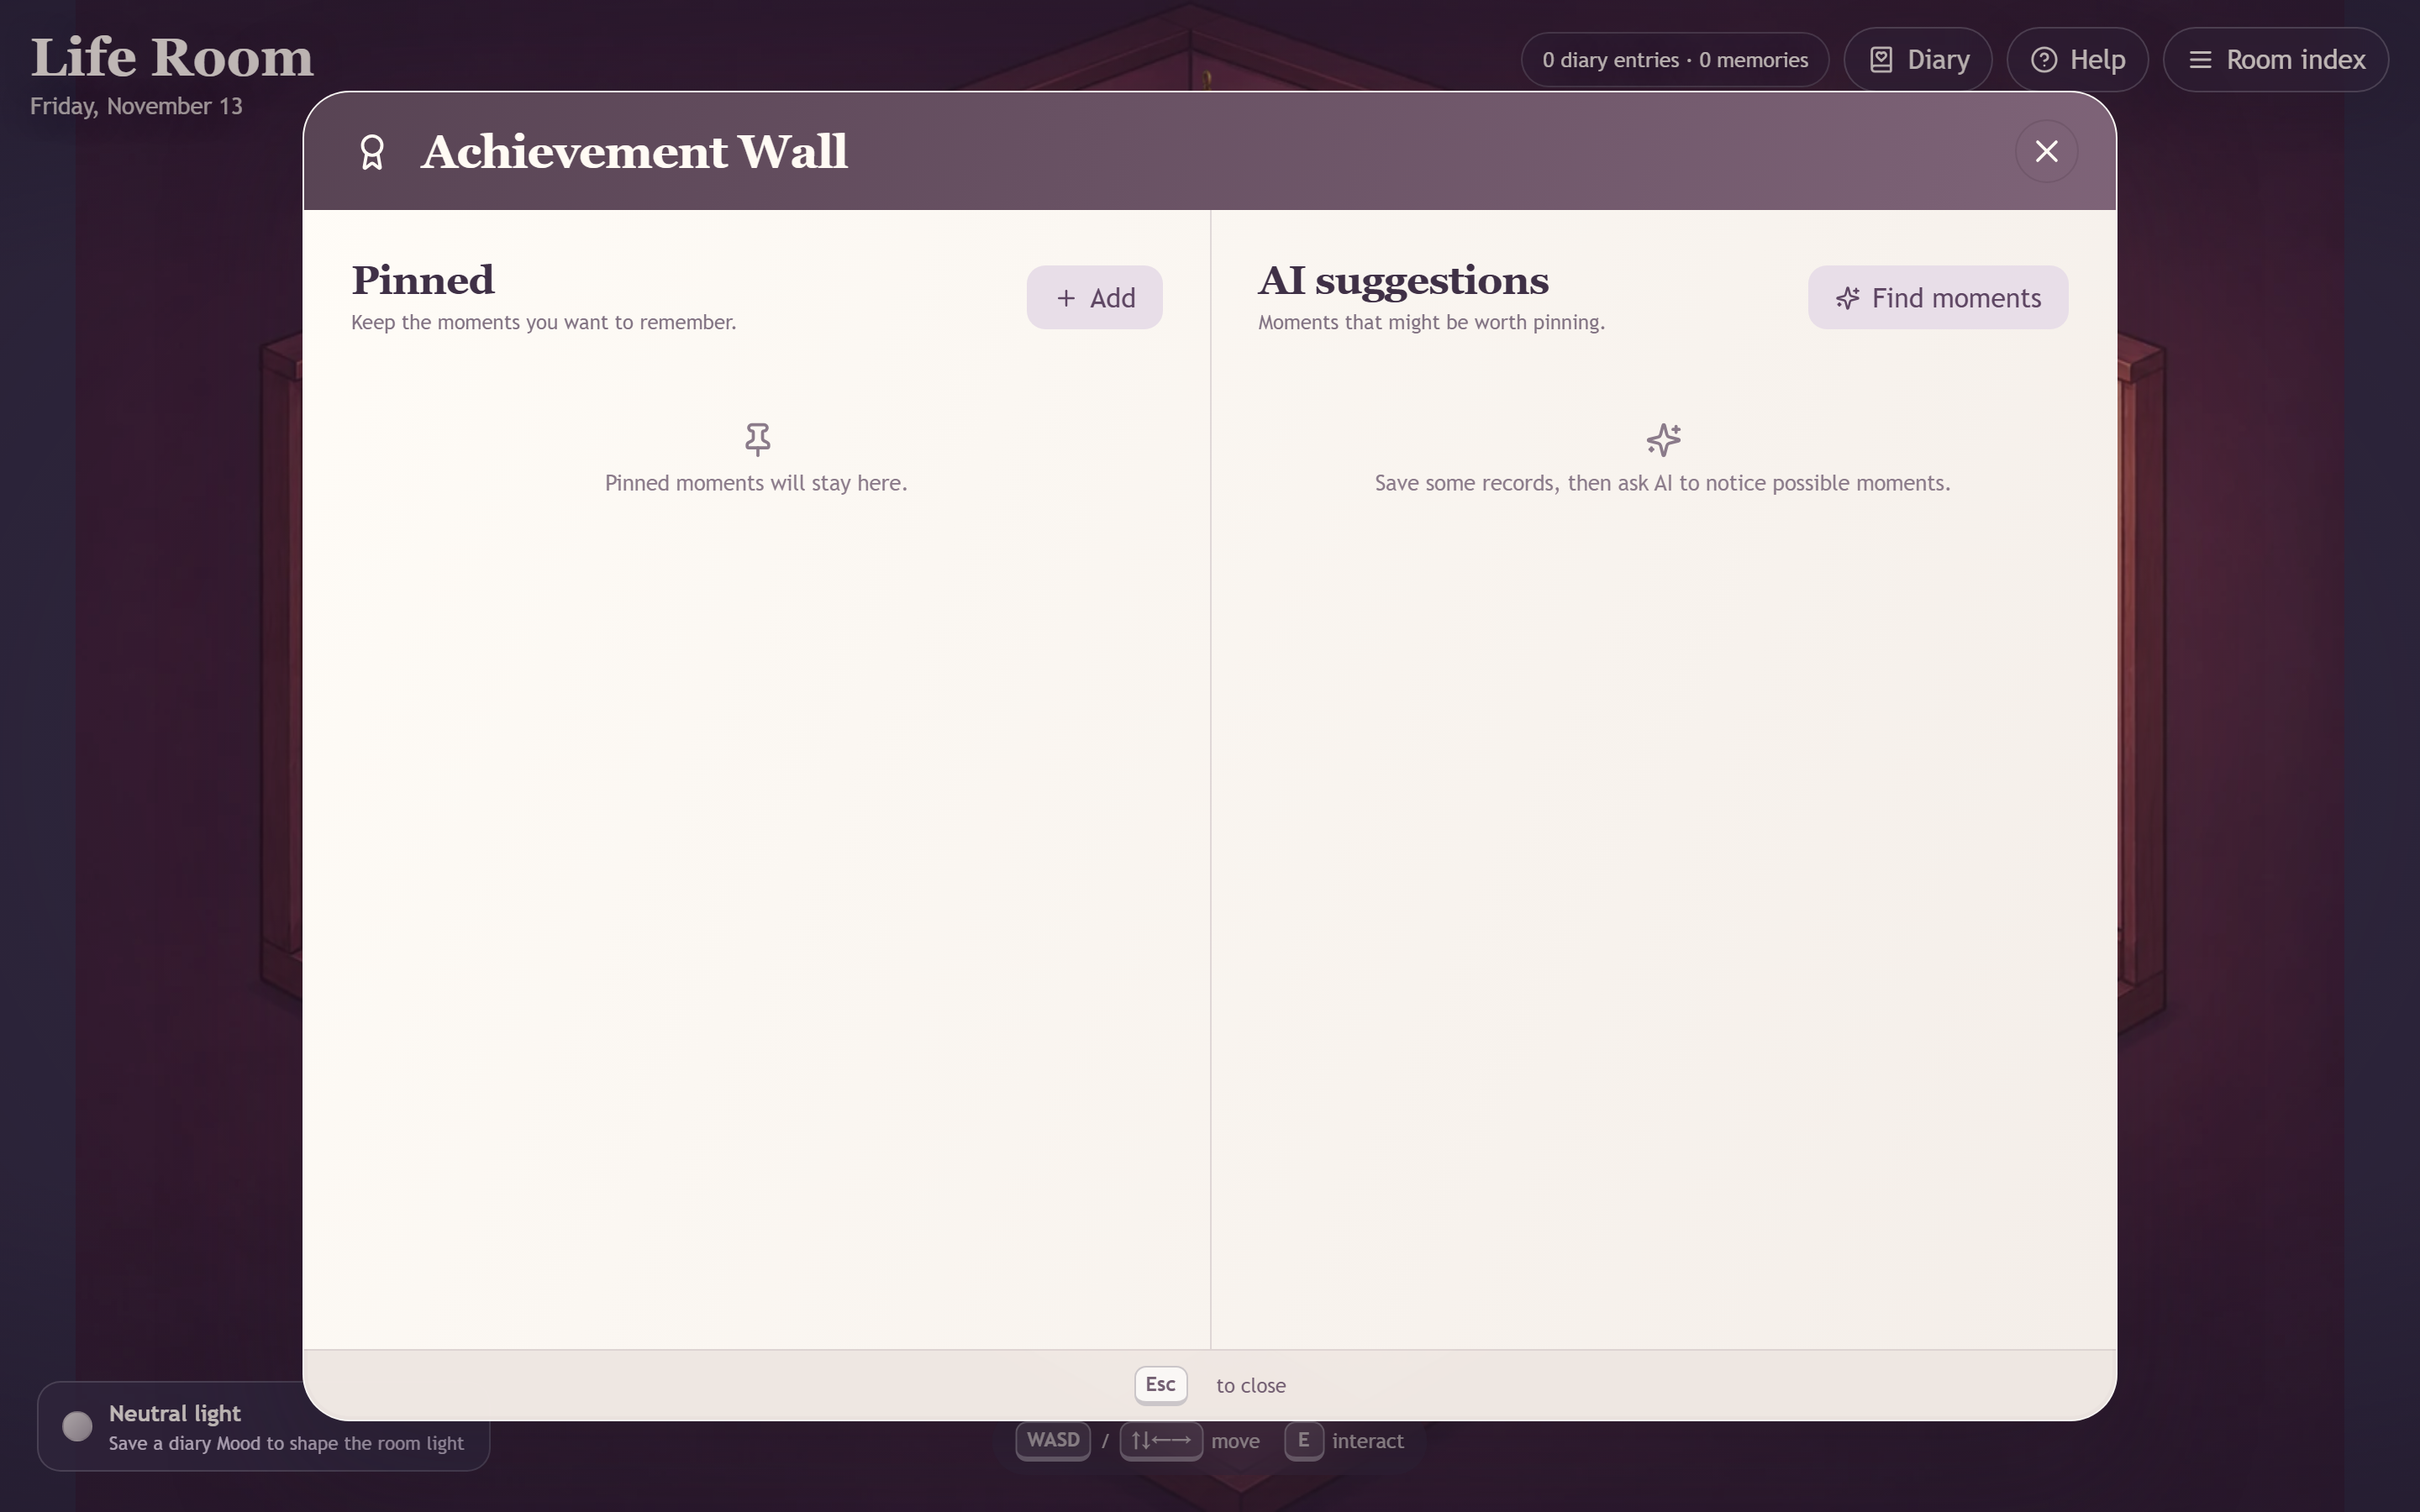 Life Room
Friday, November 13
0 diary entries · 0 memories
Diary
Help
Room index
Achievement Wall
Pinned
Keep the moments you want to remember.
+ Add
Pinned moments will stay here.
AI suggestions
Moments that might be worth pinning.
Find moments
Save some records, then ask AI to notice possible moments.
Esc to close
Neutral light
Save a diary Mood to shape the room light
WASD / ↑↓←→ move E interact